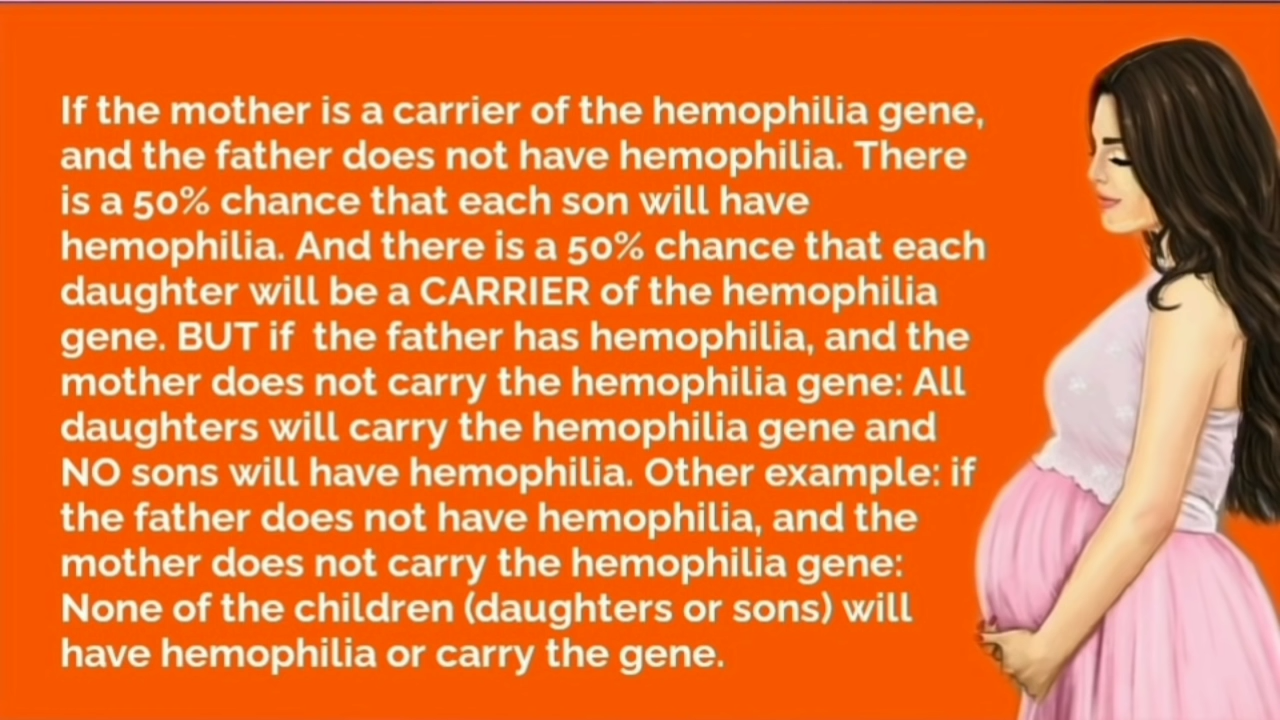 If the mother is a carrier of the hemophilia gene,
and the father does not have hemophilia. There
is a 50% chance that each son will have
hemophilia. And there is a 50% chance that each
daughter will be a CARRIER of the hemophilia
gene. BUT if  the father has hemophilia, and the
mother does not carry the hemophilia gene: All
daughters will carry the hemophilia gene and
NO sons will have hemophilia. Other example: if
the father does not have hemophilia, and the
mother does not carry the hemophilia gene:
None of the children (daughters or sons) will
have hemophilia or carry the gene.